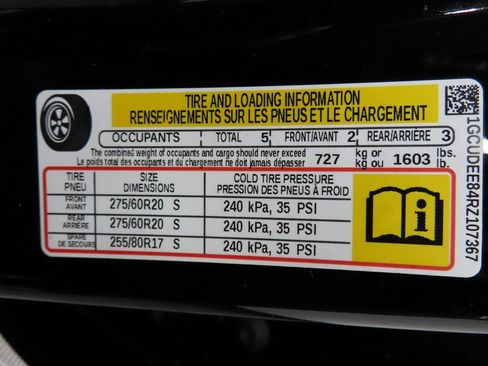 TIRE AND LOADING INFORMATION
RENSEIGNEMENTS SUR LES PNEUS ET LE CHARGEMENT
OCCUPANTS TOTAL 5 FRONT/AVANT 2 REAR/ARRIÈRE 3
The combined weight of occupants and cargo should never exceed 727 kg or 1603 lbs.
Le poids total des occupants et du chargement ne doit jamais dépasser kg ou lb.
TIRE DIMENSIONS SIZE COLD TIRE PRESSURE
PNEU DIMENSIONS PRESSION DES PNEUS À FROID
FRONT
AVANT 275/60R20 S 240 kPa, 35 PSI
REAR
ARRIÈRE 275/60R20 S 240 kPa, 35 PSI
SPARE
DE SECOURS 255/80R17 S 240 kPa, 35 PSI
1GCUDEE84RZ107367